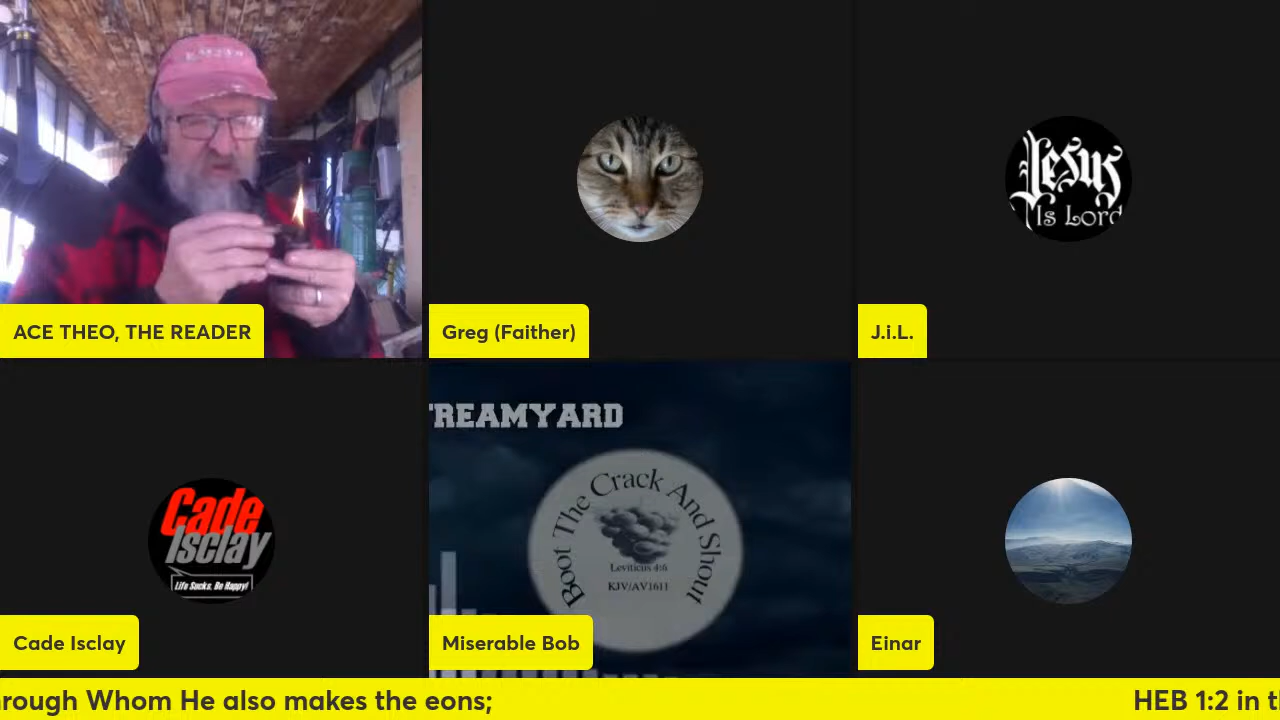 ACE THEO, THE READER
Greg (Faither)
Jesus
Is Lord
J.i.L.
Cade
Isclay
Life Sucks. Be Happy!
Cade Isclay
TREAMYARD
Boot The Crack And Shout
Leviticus 4:6
KJV/AV1611
Miserable Bob
Einar
hrough Whom He also makes the eons;
HEB 1:2 in th